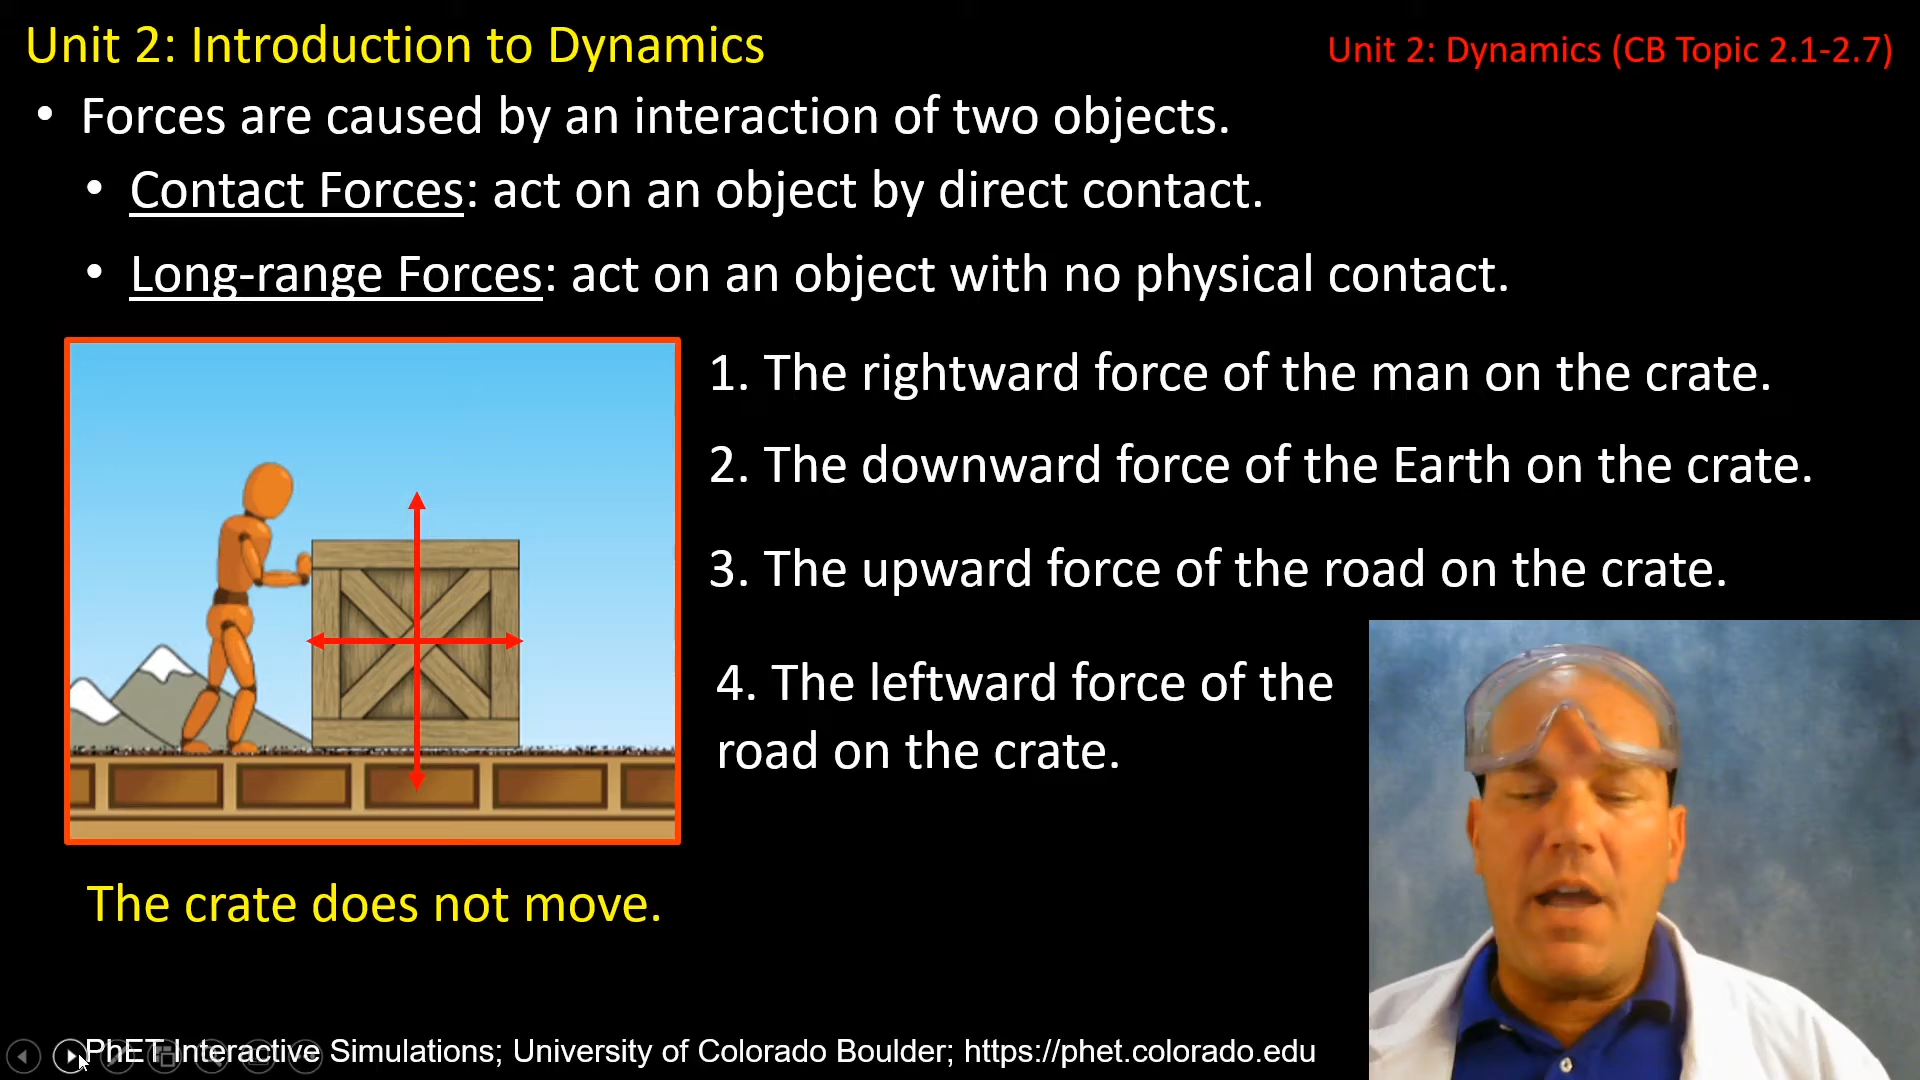 Unit 2: Introduction to Dynamics
Unit 2: Dynamics (CB Topic 2.1-2.7)
• Forces are caused by an interaction of two objects.
• Contact Forces: act on an object by direct contact.
• Long-range Forces: act on an object with no physical contact.
1. The rightward force of the man on the crate.
2. The downward force of the Earth on the crate.
3. The upward force of the road on the crate.
4. The leftward force of the
road on the crate.
The crate does not move.
PhET Interactive Simulations; University of Colorado Boulder; https://phet.colorado.edu